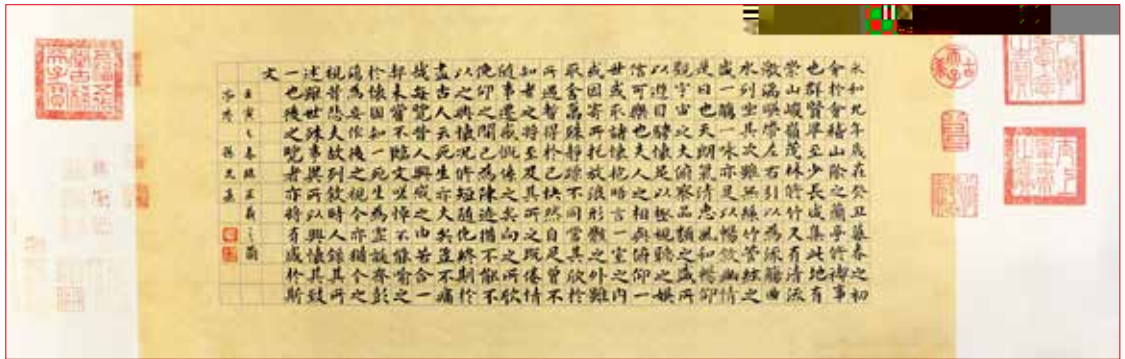 永和九年歲在癸丑暮春之初
會於會稽山陰之蘭亭脩禊事
也群賢畢至少長咸集此地有
崇山峻嶺茂林脩竹又有清流
激湍暎帶左右引以為流觴曲
水列坐其次雖無絲竹管絃之
盛一觴一詠亦足以暢敘幽情
是日也天朗氣清惠風和暢仰
觀宇宙之大俯察品類之盛所
以遊目騁懷足以極視聽之娛
信可樂也夫人之相與俯仰一
世或取諸懷抱晤言一室之內
或因寄所託放浪形骸之外雖
取舍萬殊靜躁不同當其欣於
所遇暫得於己快然自足曾不
知老之將至及其所之既倦情
隨事遷感慨係之矣向之所欣
俛仰之間已為陳迹猶不能不
以之興懷況脩短隨化終期於
盡古人云死生亦大矣豈不痛
哉每覽昔人興感之由若合一
契未嘗不臨文嗟悼不能喻之
於懷固知一死生為虛誕齊彭
殤為妄作後之視今亦猶今之
視昔悲夫故列敘時人錄其所
述雖世殊事異所以興懷其致
一也後之覽者亦將有感於斯
文
壬寅之春臨王羲之蘭
亭序